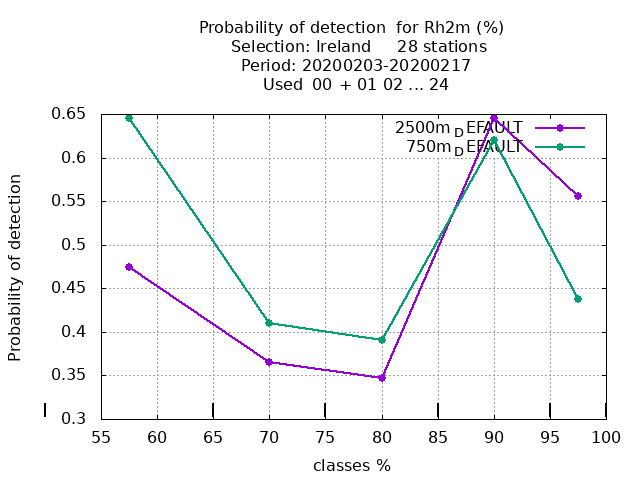 Probability of detection  for Rh2m (%)
Selection: Ireland     28 stations
Period: 20200203-20200217
Used  00  + 01 02 ... 24
Probability of detection
0.65
0.6
0.55
0.5
0.45
0.4
0.35
0.3
2500m_DEFAULT
750m_DEFAULT
55 60 65 70 75 80 85 90 95 100
classes %